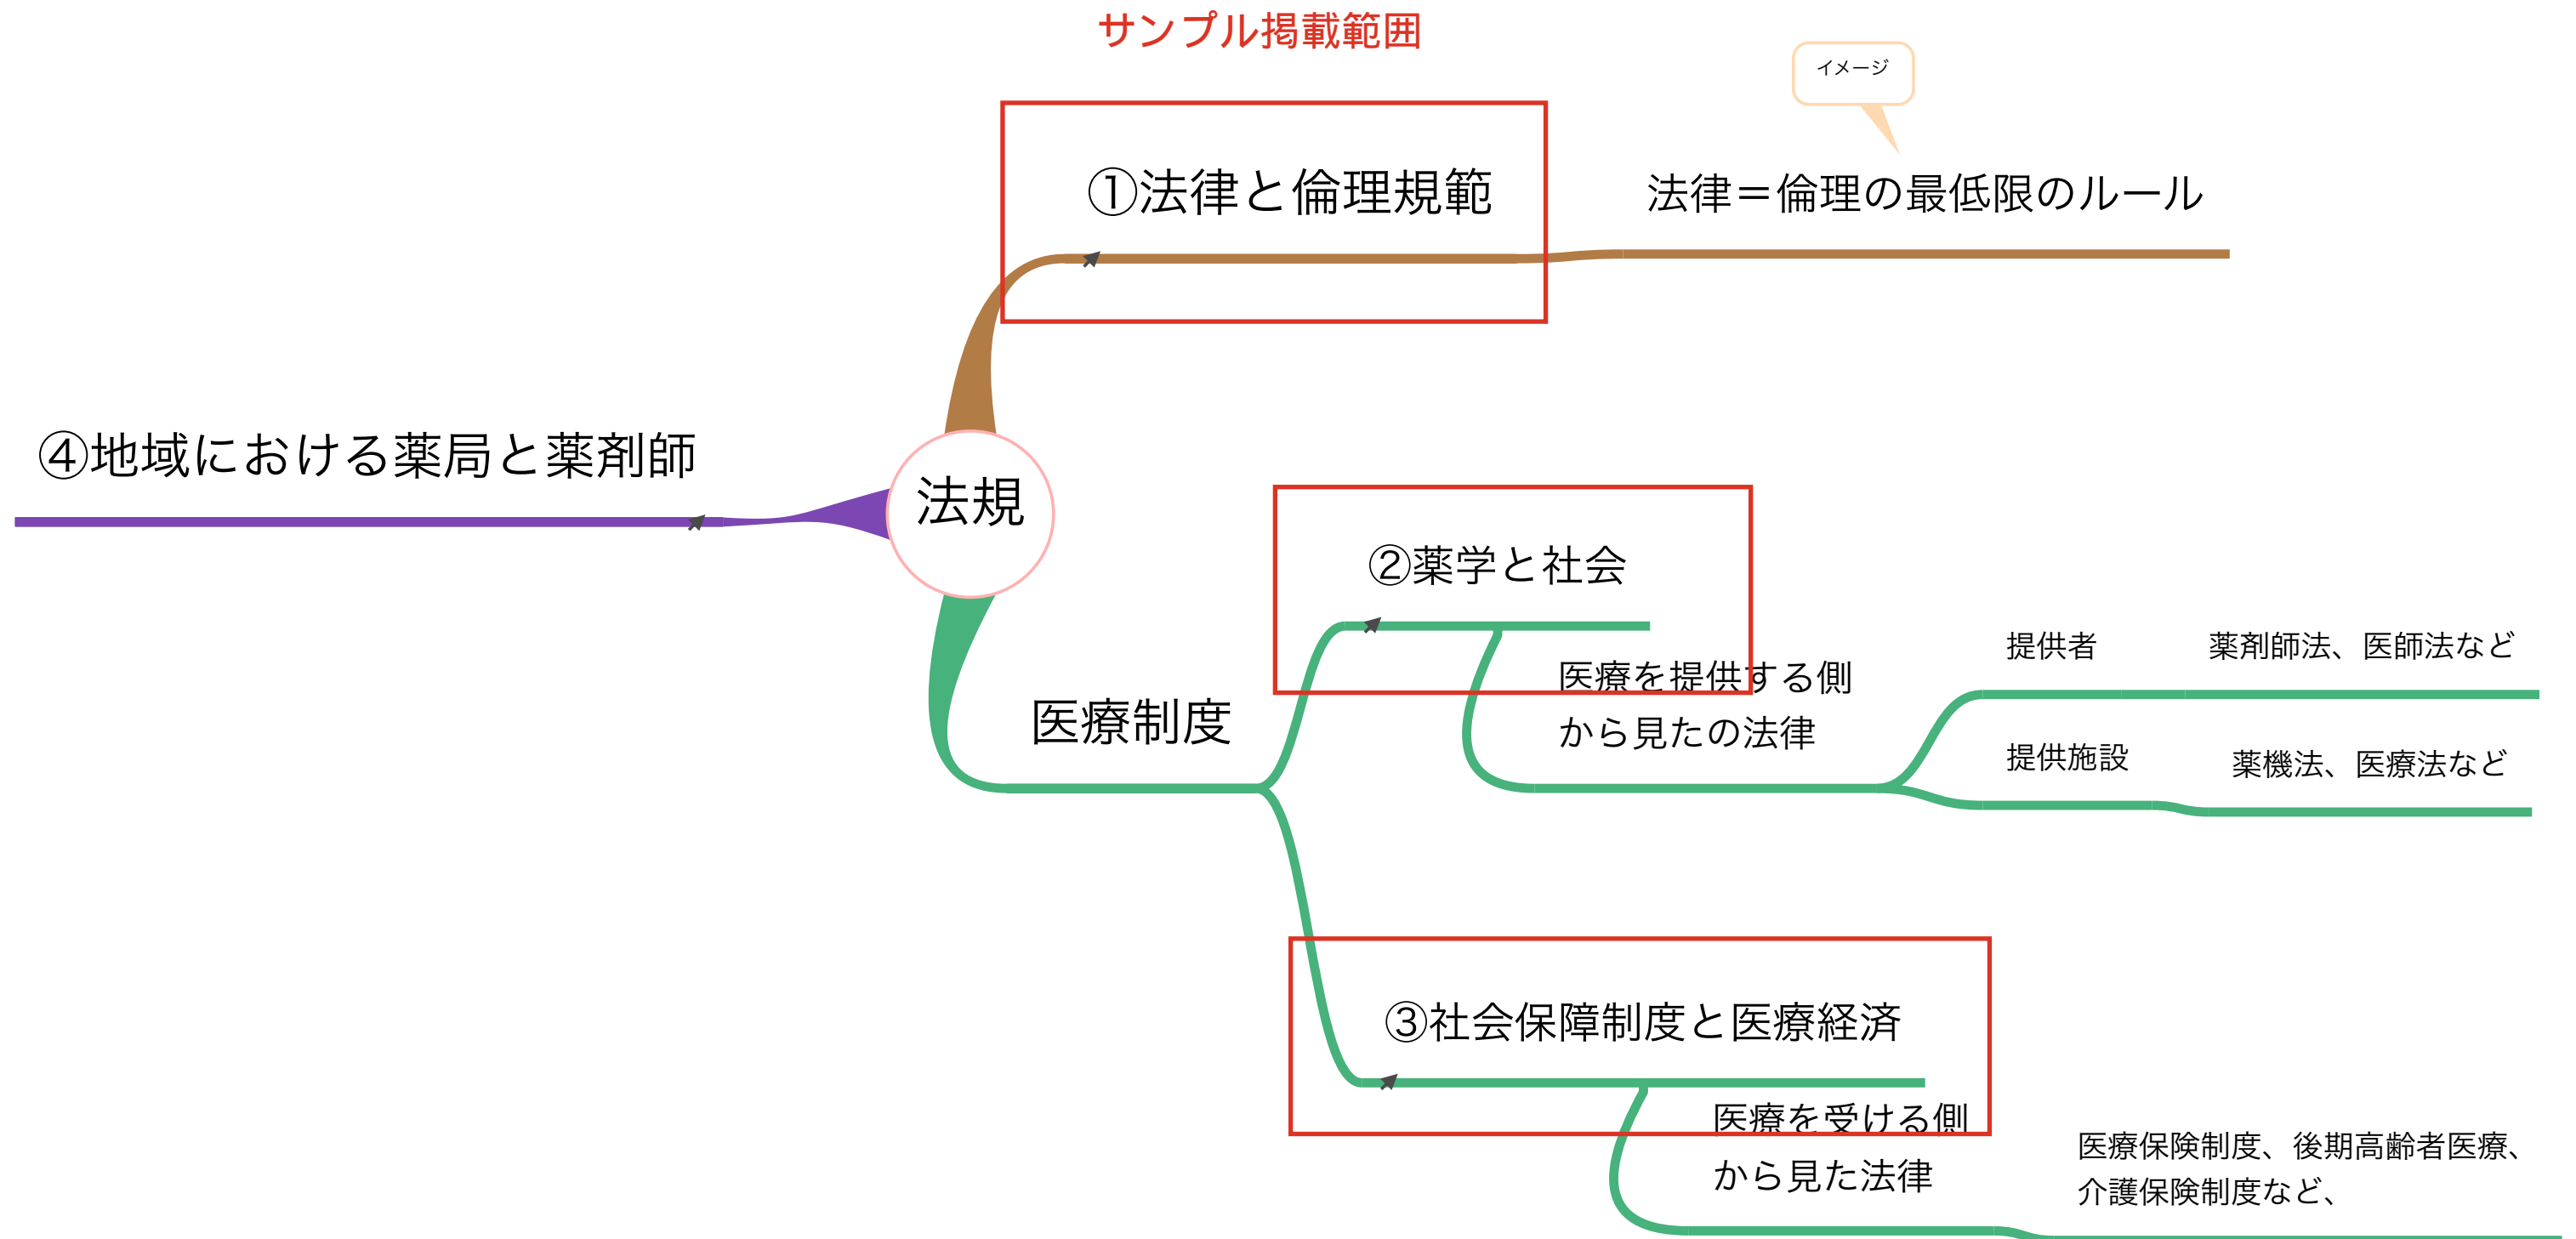 サンプル掲載範囲
イメージ
①法律と倫理規範
法律＝倫理の最低限のルール
④地域における薬局と薬剤師
法規
②薬学と社会
医療を提供する側
から見たの法律
提供者
薬剤師法、医師法など
提供施設
薬機法、医療法など
医療制度
③社会保障制度と医療経済
医療を受ける側
から見た法律
医療保険制度、後期高齢者医療、
介護保険制度など、